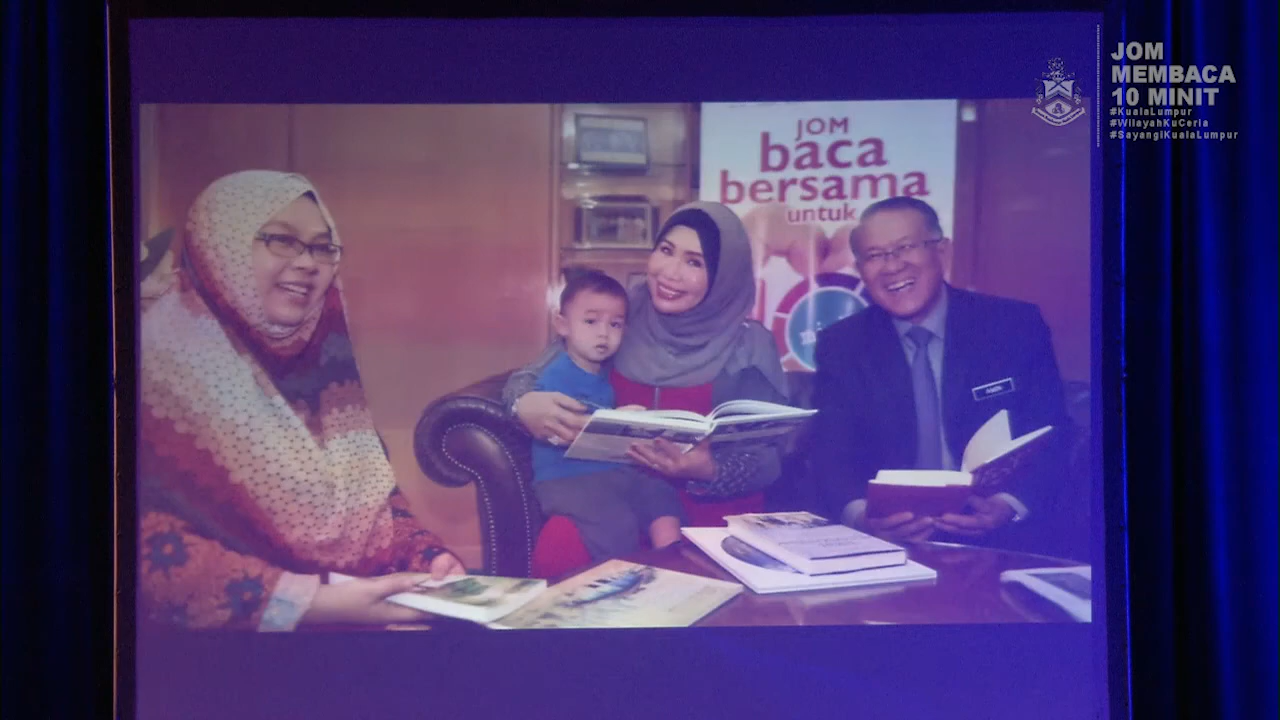 JOM
MEMBACA
10 MINIT
#KualaLumpur
#WilayahKuCeria
#SayangiKualaLumpur
JOM
baca
bersama
untuk